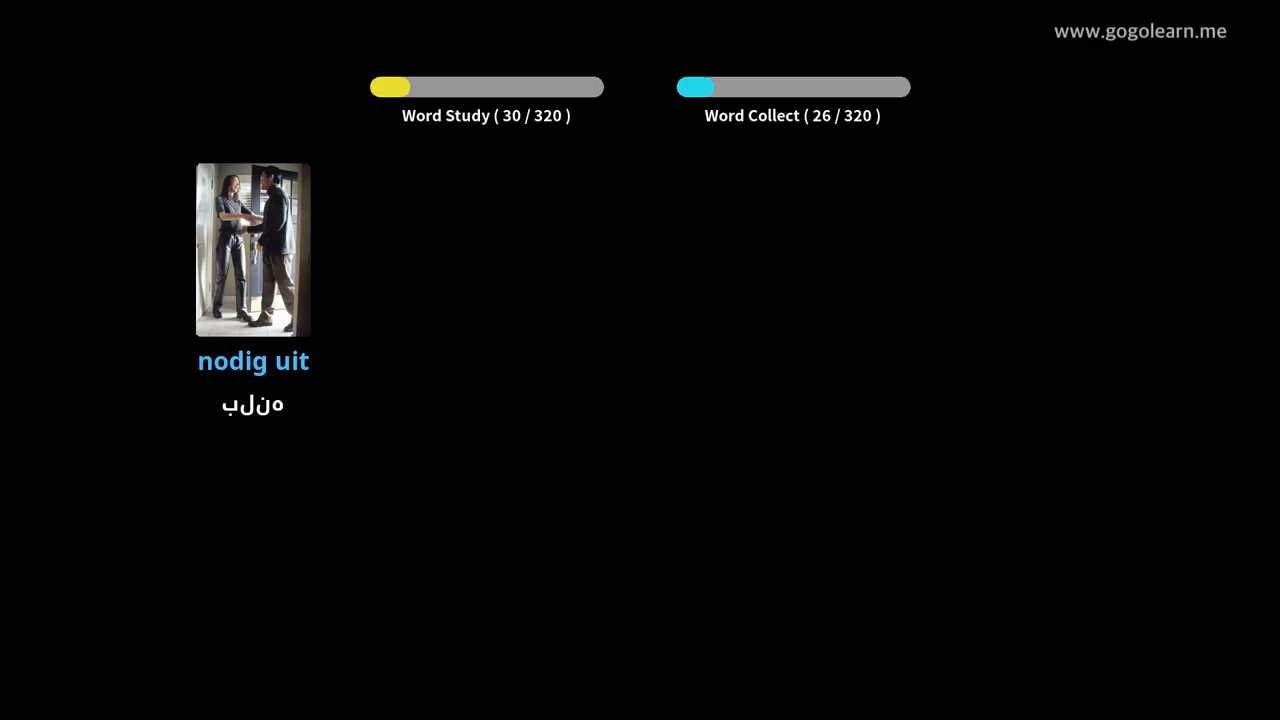 www.gogolearn.me
Word Study ( 30 / 320 )
Word Collect ( 26 / 320 )
nodig uit
بلنه